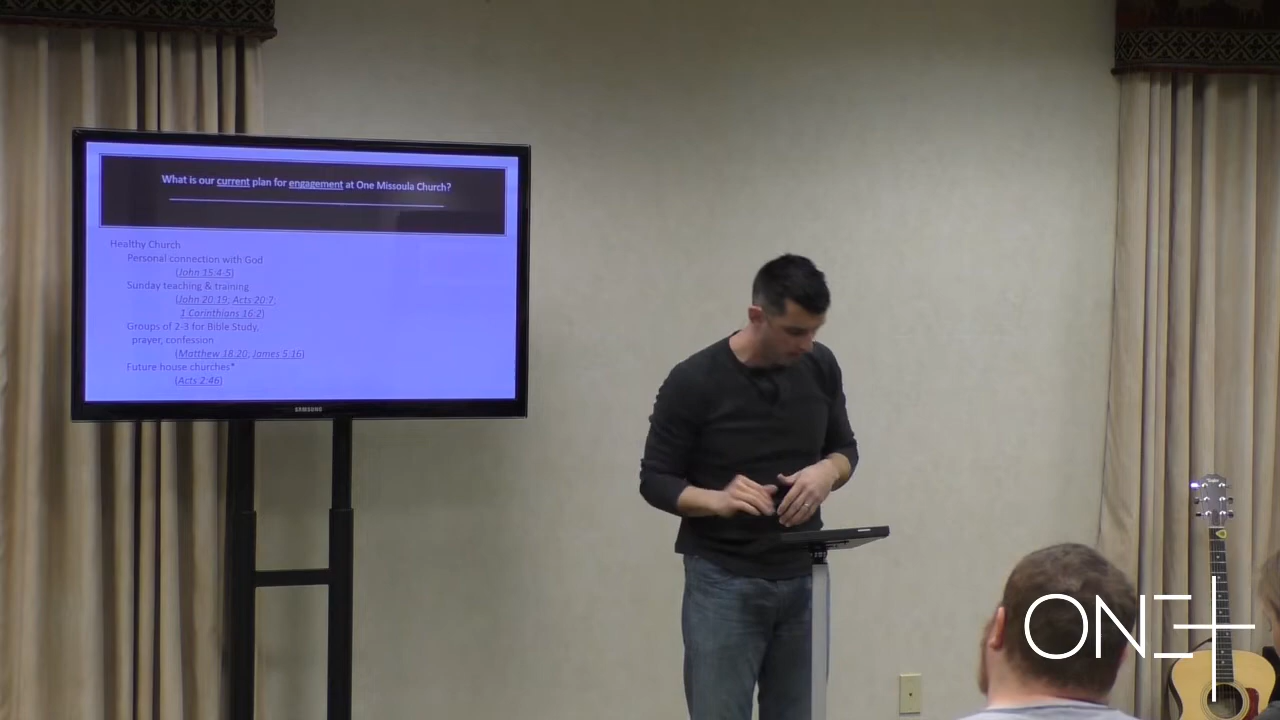 What is our current plan for engagement at One Missoula Church?
Healthy Church
Personal connection with God
(John 15:4-5)
Sunday teaching & training
(John 20:19; Acts 20:7,
1 Corinthians 16:2)
Groups of 2-3 for Bible Study,
prayer, confession
(Matthew 18:20; James 5:16)
Future house churches*
(Acts 2:46)
SAMSUNG
ONE